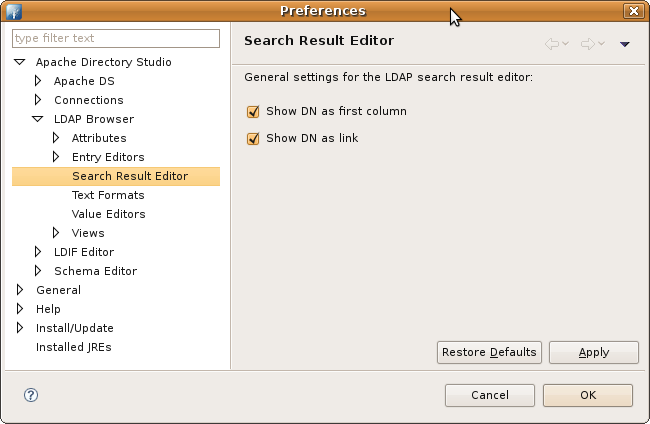 Preferences
type filter text
Apache Directory Studio
Apache DS
Connections
LDAP Browser
Attributes
Entry Editors
Search Result Editor
Text Formats
Value Editors
Views
LDIF Editor
Schema Editor
General
Help
Install/Update
Installed JREs
Search Result Editor
General settings for the LDAP search result editor:
Show DN as first column
Show DN as link
Restore Defaults
Apply
?
Cancel
OK